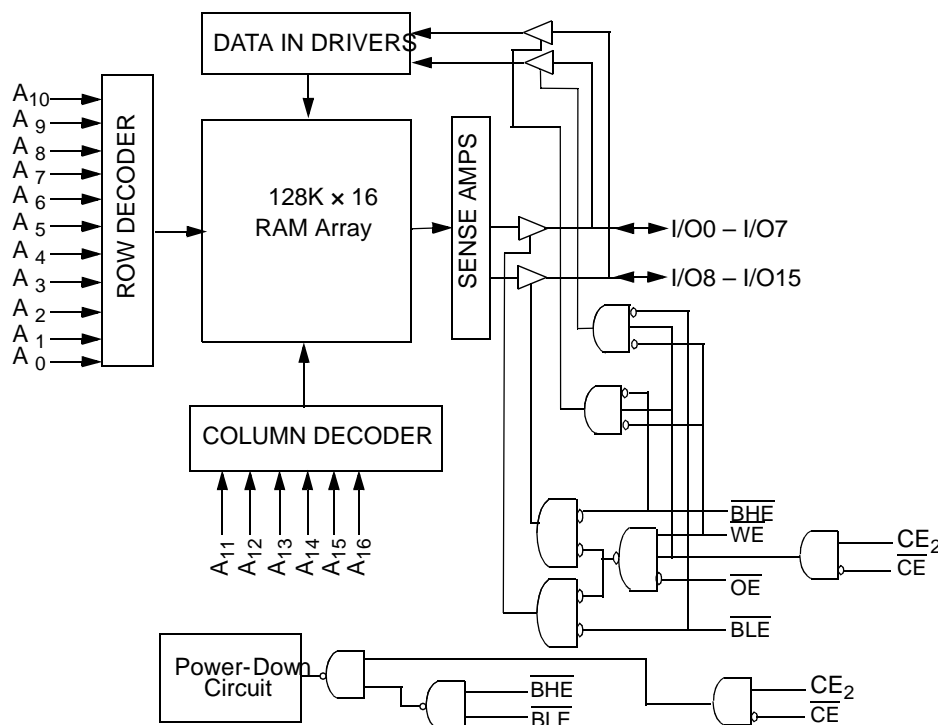 DATA IN DRIVERS
A10
A9
A8
A7
A6
A5
A4
A3
A2
A1
A0
ROW DECODER
128K × 16
RAM Array
SENSE AMPS
I/O0 – I/O7
I/O8 – I/O15
COLUMN DECODER
A11
A12
A13
A14
A15
A16
BHE
WE
CE2
CE
OE
BLE
Power-Down
Circuit
BHE
BLE
CE2
CE